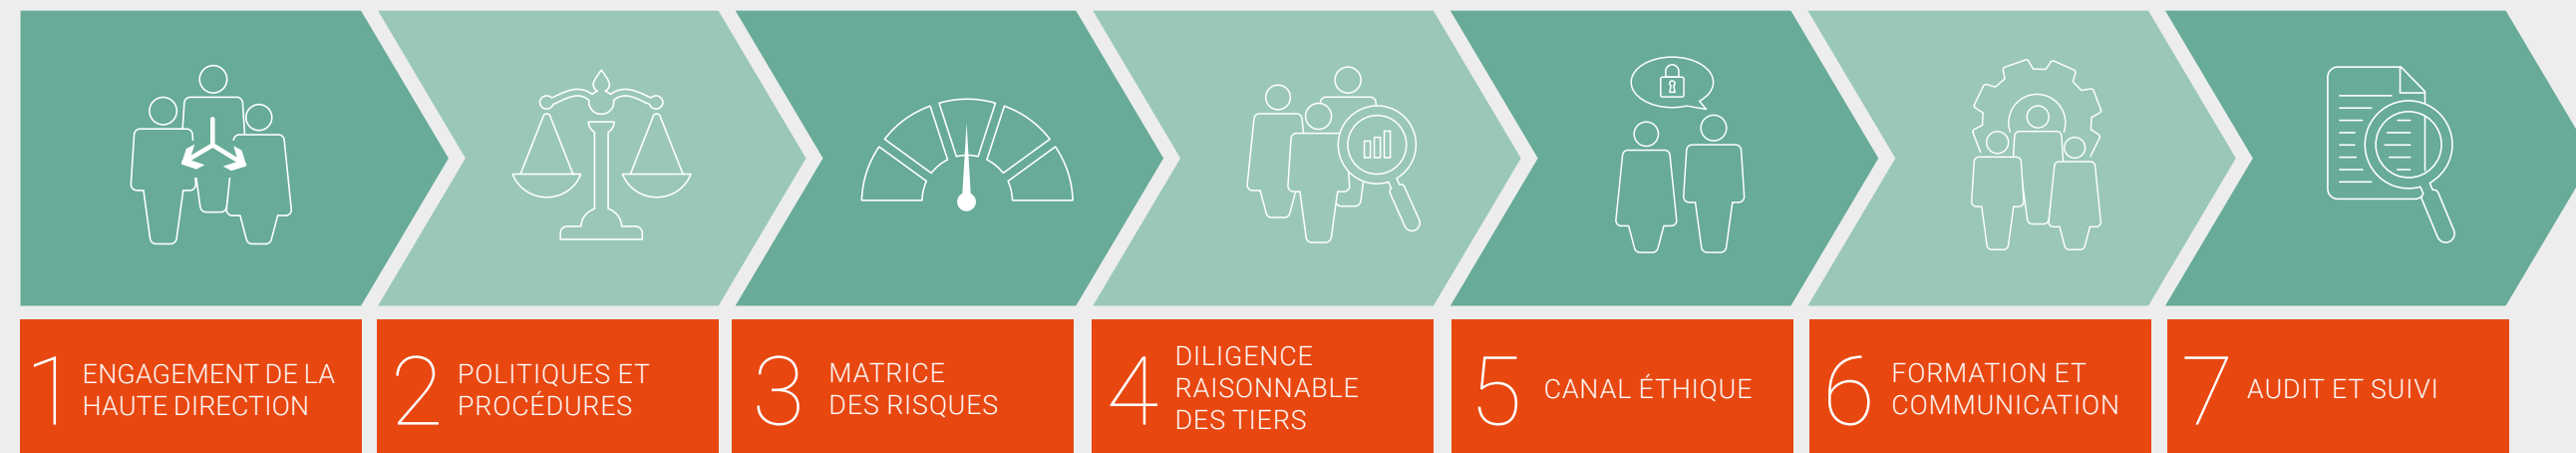 1 ENGAGEMENT DE LA
HAUTE DIRECTION
2 POLITIQUES ET
PROCÉDURES
3 MATRICE
DES RISQUES
4 DILIGENCE
RAISONNABLE
DES TIERS
5 CANAL ÉTHIQUE
6 FORMATION ET
COMMUNICATION
7 AUDIT ET SUIVI